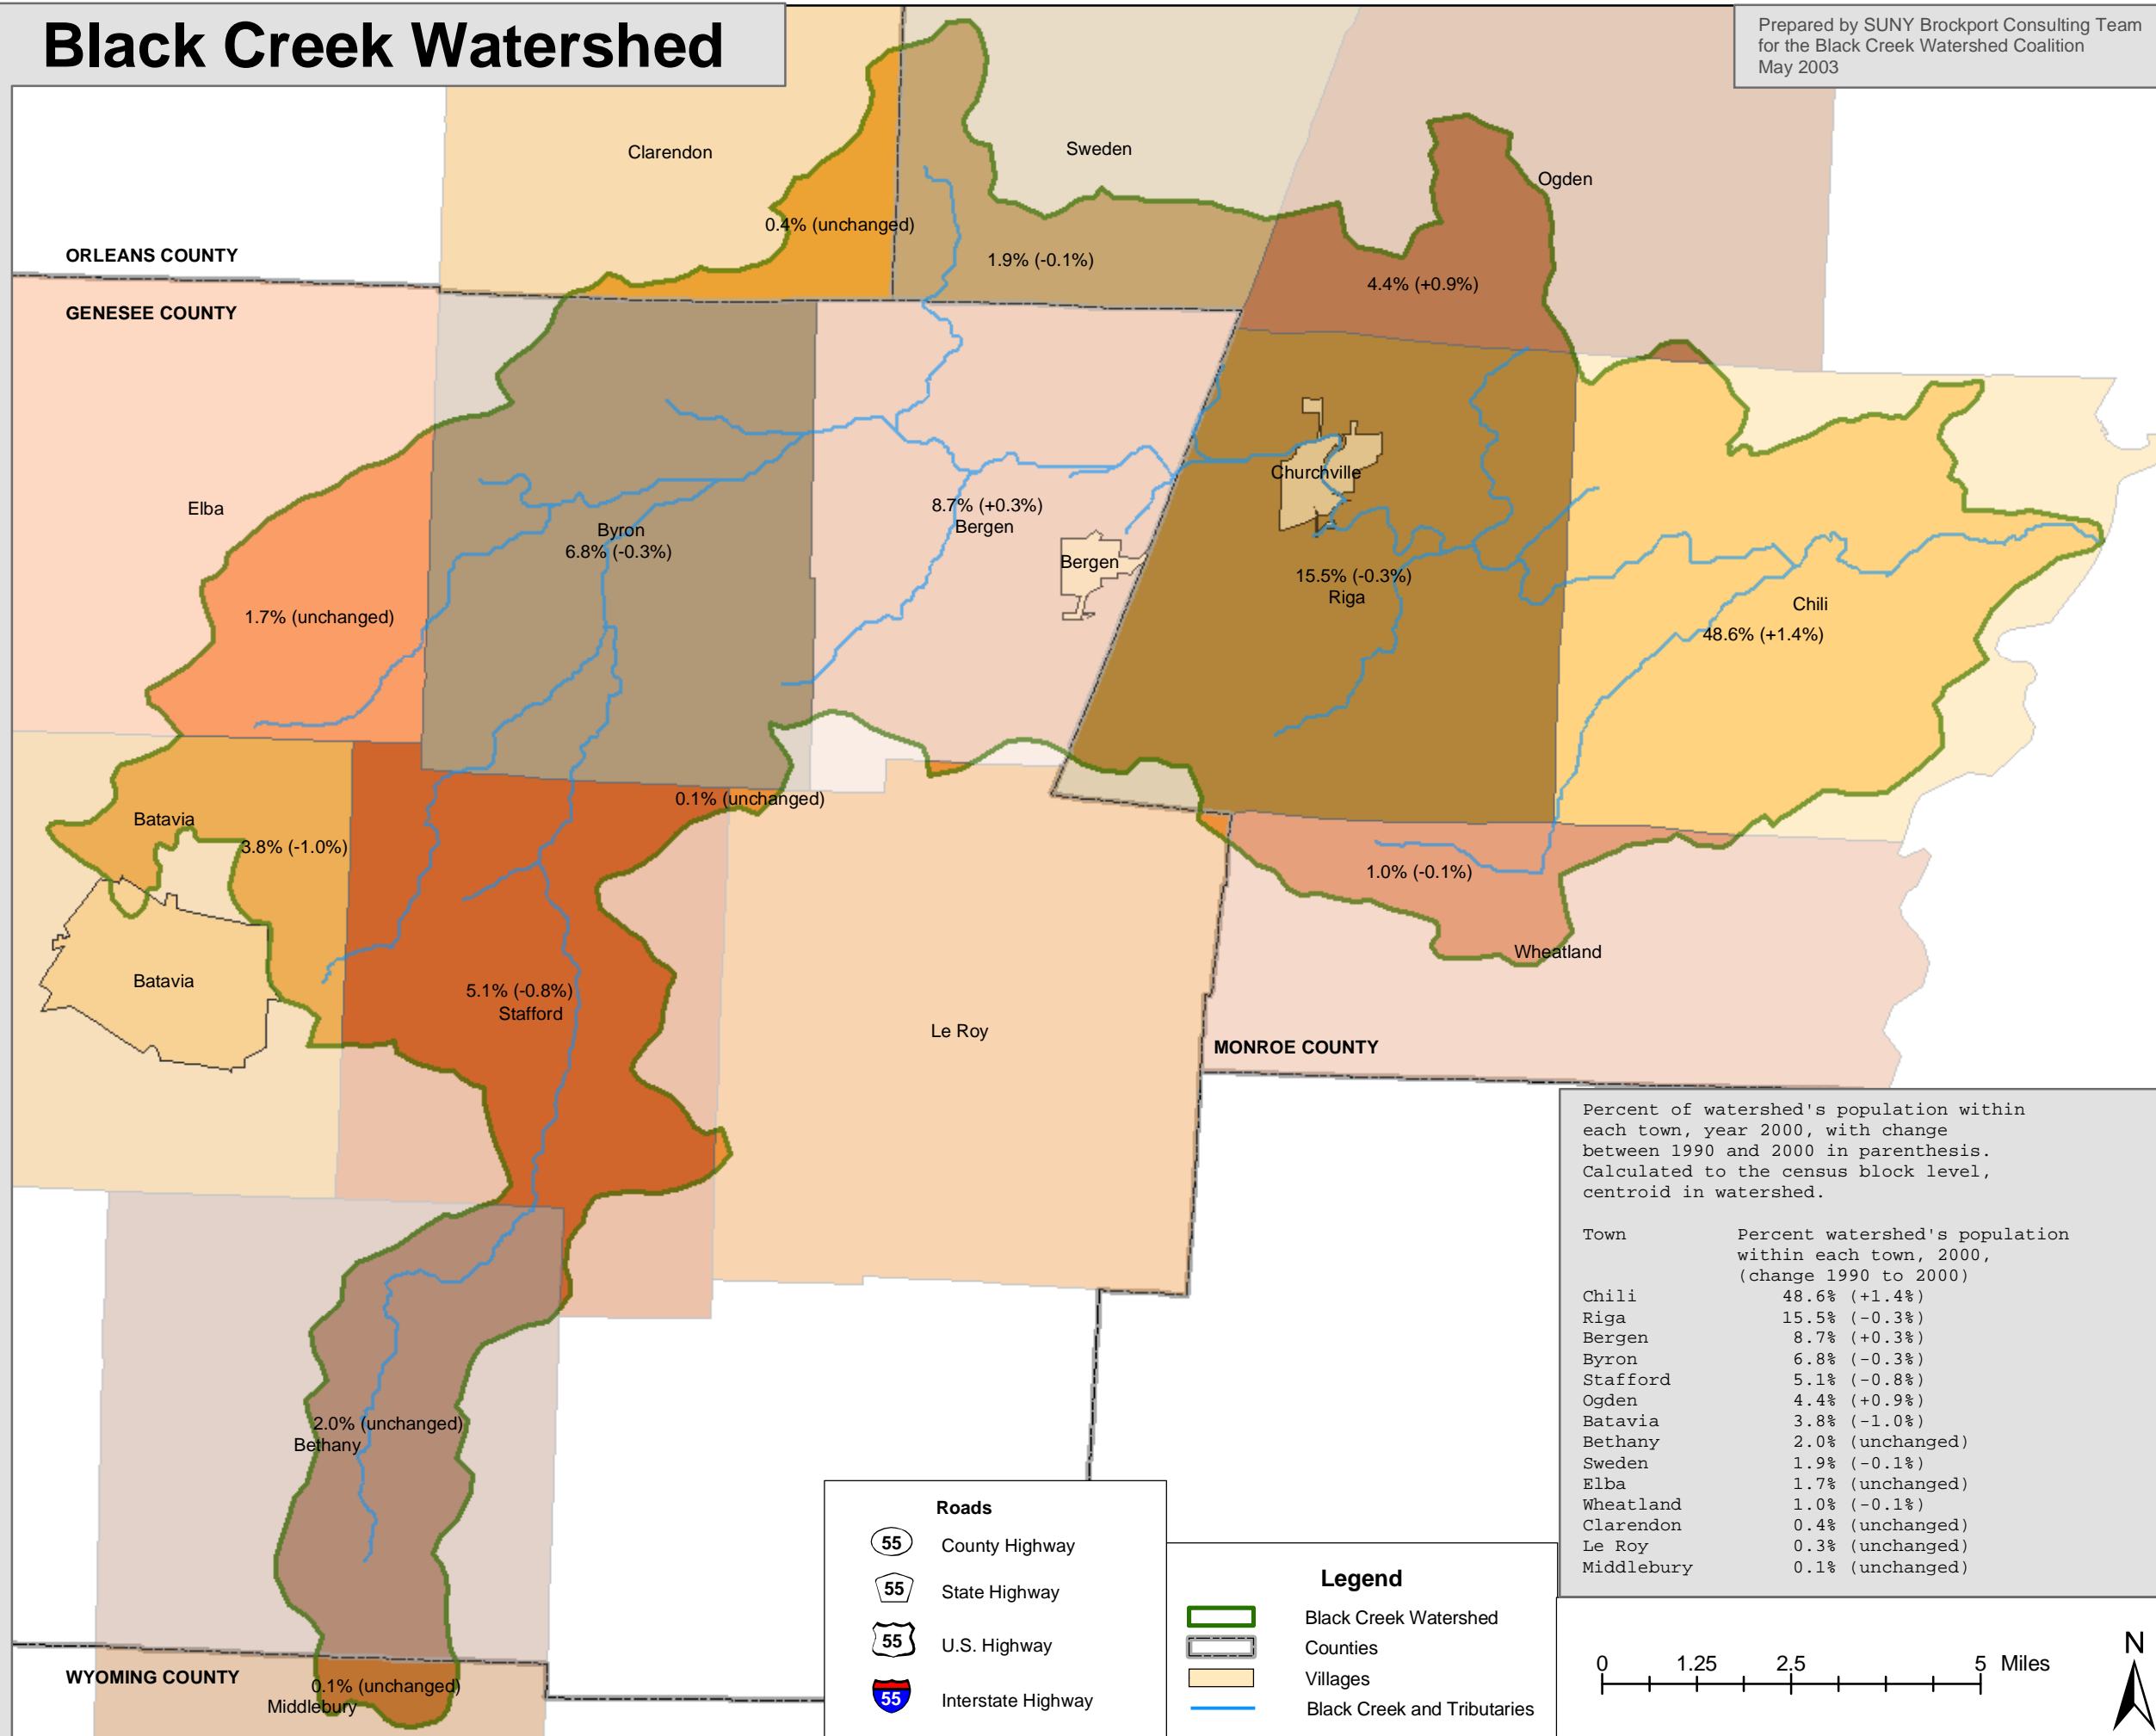 Black Creek Watershed
Prepared by SUNY Brockport Consulting Team
for the Black Creek Watershed Coalition
May 2003
Clarendon
Sweden
Ogden
0.4% (unchanged)
1.9% (-0.1%)
4.4% (+0.9%)
ORLEANS COUNTY
GENESEE COUNTY
Elba
1.7% (unchanged)
Byron
6.8% (-0.3%)
8.7% (+0.3%)
Bergen
Bergen
Churchville
15.5% (-0.3%)
Riga
Chili
48.6% (+1.4%)
Batavia
3.8% (-1.0%)
0.1% (unchanged)
1.0% (-0.1%)
Wheatland
Batavia
5.1% (-0.8%)
Stafford
Le Roy
MONROE COUNTY
2.0% (unchanged)
Bethany
WYOMING COUNTY
0.1% (unchanged)
Middlebury
Percent of watershed's population within
each town, year 2000, with change
between 1990 and 2000 in parenthesis.
Calculated to the census block level,
centroid in watershed.
Town Percent watershed's population
within each town, 2000,
(change 1990 to 2000)
Chili 48.6% (+1.4%)
Riga 15.5% (-0.3%)
Bergen 8.7% (+0.3%)
Byron 6.8% (-0.3%)
Stafford 5.1% (-0.8%)
Ogden 4.4% (+0.9%)
Batavia 3.8% (-1.0%)
Bethany 2.0% (unchanged)
Sweden 1.9% (-0.1%)
Elba 1.7% (unchanged)
Wheatland 1.0% (-0.1%)
Clarendon 0.4% (unchanged)
Le Roy 0.3% (unchanged)
Middlebury 0.1% (unchanged)
Roads
55 County Highway
55 State Highway
55 U.S. Highway
55 Interstate Highway
Legend
Black Creek Watershed
Counties
Villages
Black Creek and Tributaries
0 1.25 2.5 5 Miles
N